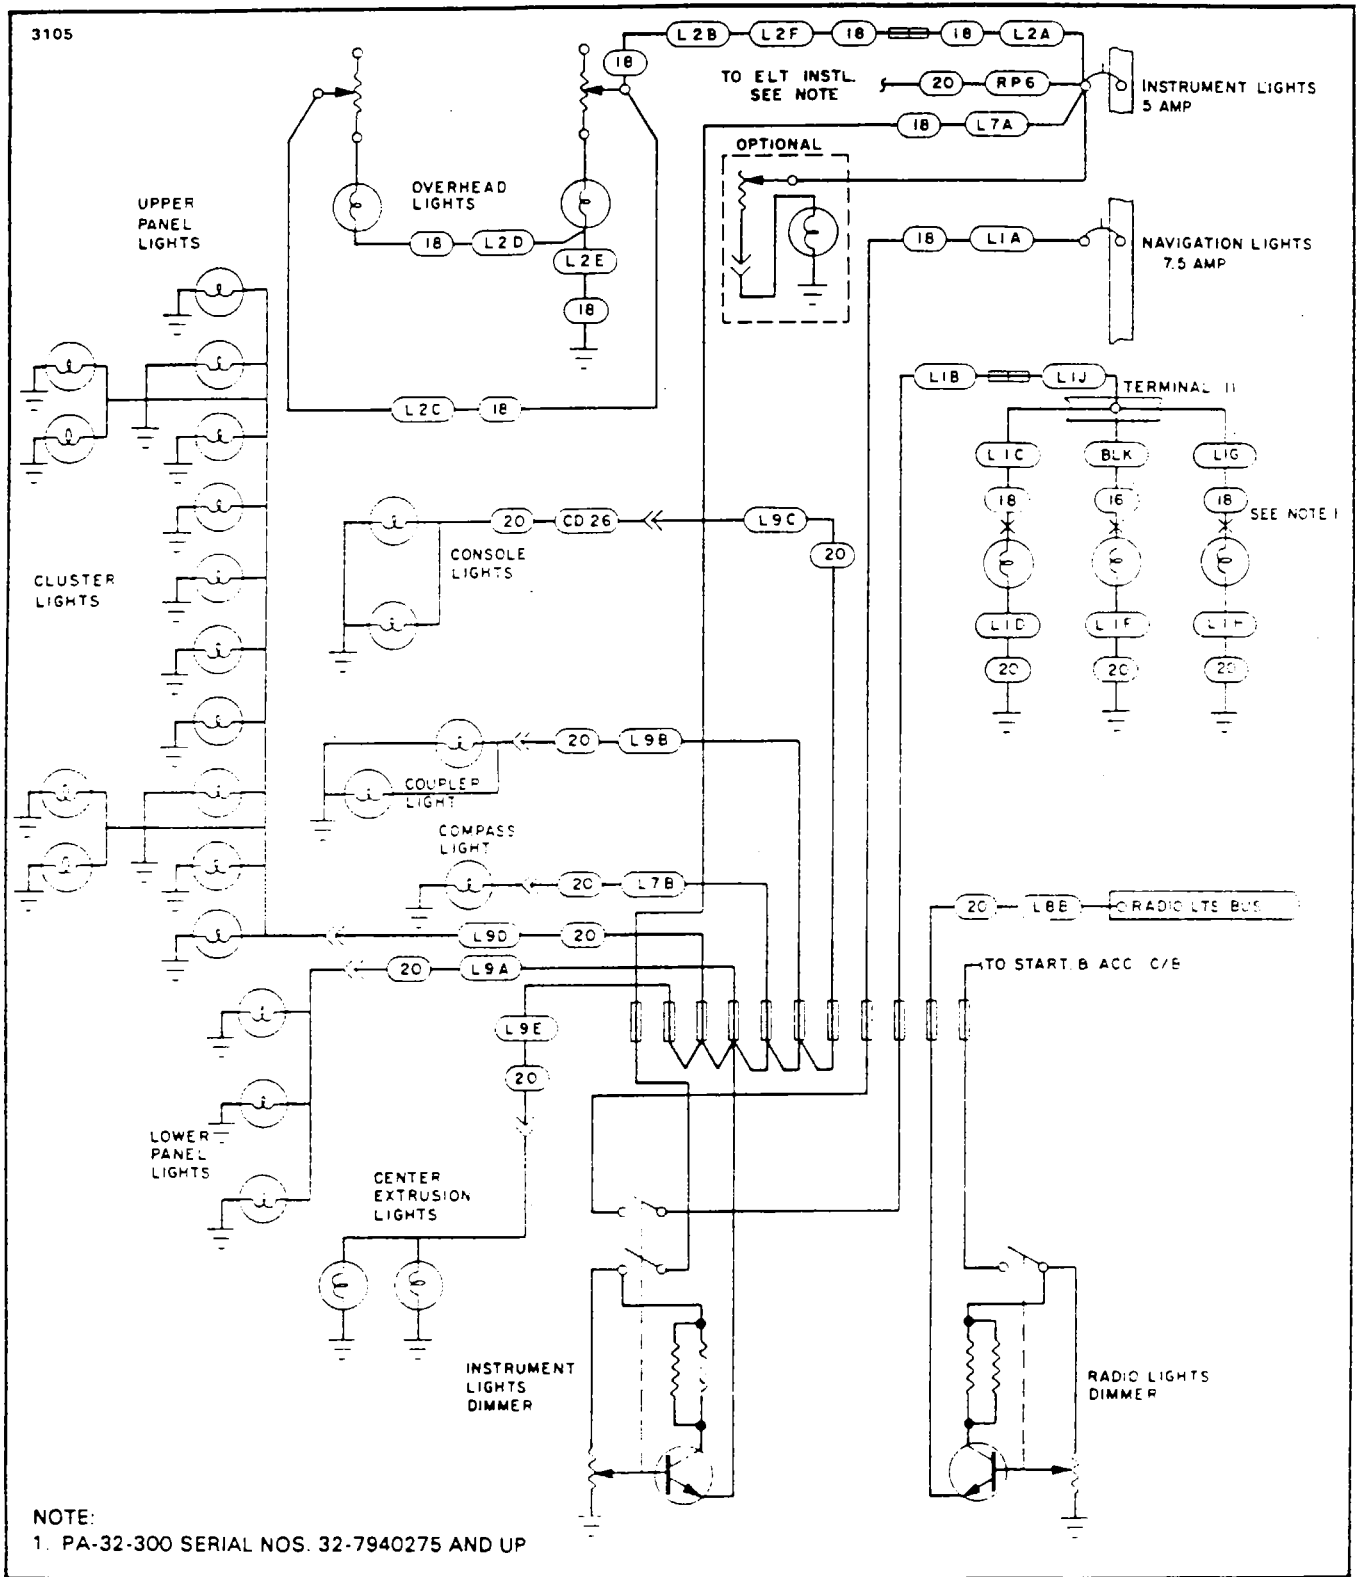 3105
L2B L2F 18 18 L2A
18
TO ELT INSTL.
SEE NOTE
20 RP6
INSTRUMENT LIGHTS
5 AMP
18 L7A
OPTIONAL
OVERHEAD
LIGHTS
UPPER
PANEL
LIGHTS
18 L2D
L2E
18
18 L1A
NAVIGATION LIGHTS
7.5 AMP
L1B L1J
TERMINAL 11
L2C 18
L1C BLK L1G
18 16 18
SEE NOTE 1
20 CD26 L9C
20
CONSOLE
LIGHTS
CLUSTER
LIGHTS
L1D L1F L1H
20 20 20
20 L9B
COUPLER
LIGHT
COMPASS
LIGHT
20 L7B
20 L8B RADIO LTS BUS
L9D 20
20 L9A
TO START. & ACC. C/B
L9E
20
LOWER
PANEL
LIGHTS
CENTER
EXTRUSION
LIGHTS
INSTRUMENT
LIGHTS
DIMMER
RADIO LIGHTS
DIMMER
NOTE:
1. PA-32-300 SERIAL NOS. 32-7940275 AND UP